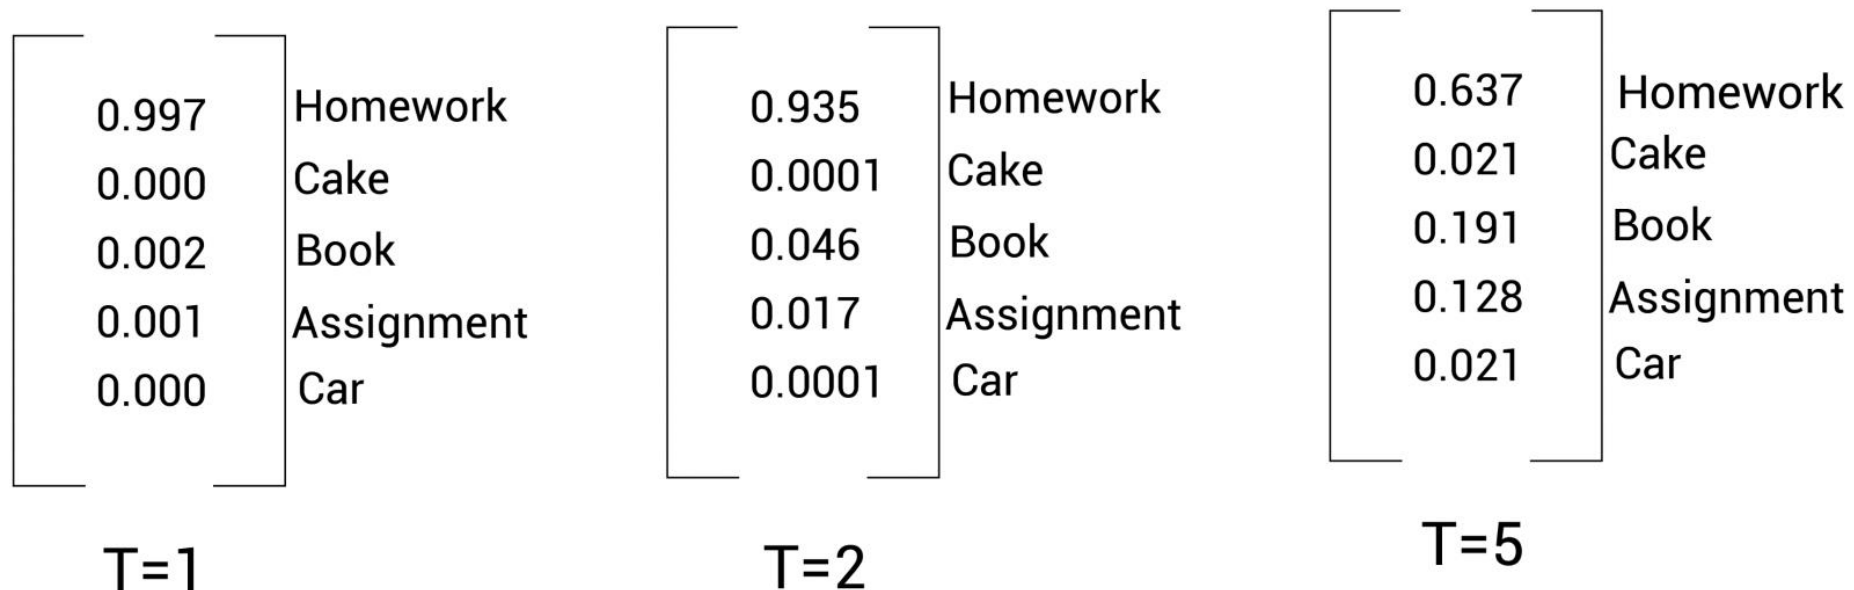 0.997 Homework
0.000 Cake
0.002 Book
0.001 Assignment
0.000 Car
T=1
0.935 Homework
0.0001 Cake
0.046 Book
0.017 Assignment
0.0001 Car
T=2
0.637 Homework
0.021 Cake
0.191 Book
0.128 Assignment
0.021 Car
T=5